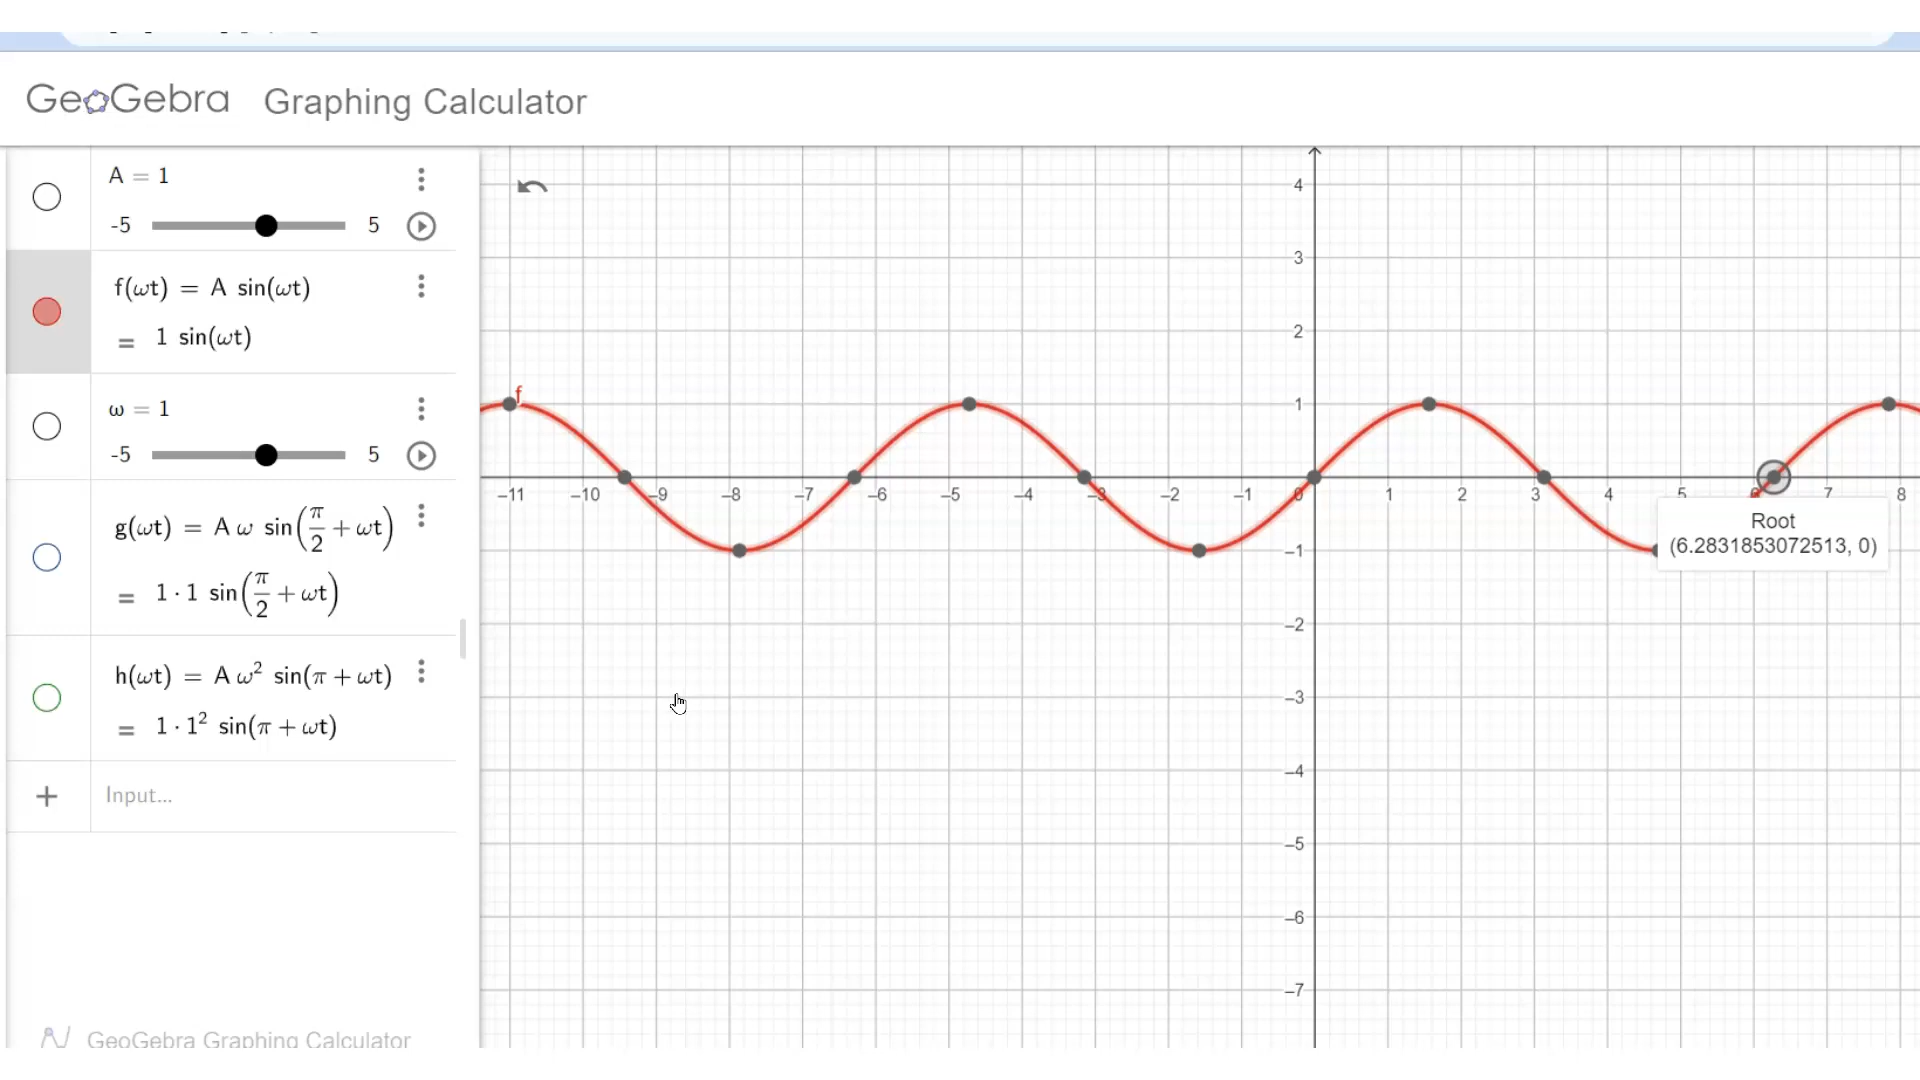 GeoGebra Graphing Calculator
A = 1
-5 5
f(ωt) = A sin(ωt)
= 1 sin(ωt)
ω = 1
-5 5
g(ωt) = A ω sin(π/2 + ωt)
= 1 · 1 sin(π/2 + ωt)
h(ωt) = A ω² sin(π + ωt)
= 1 · 1² sin(π + ωt)
+ Input...
GeoGebra Graphing Calculator
4
3
2
f
1
–11 –10 –9 –8 –7 –6 –5 –4 –3 –2 –1 0 1 2 3 4 5 6 7 8
Root
(6.2831853072513, 0)
–1
–2
–3
–4
–5
–6
–7